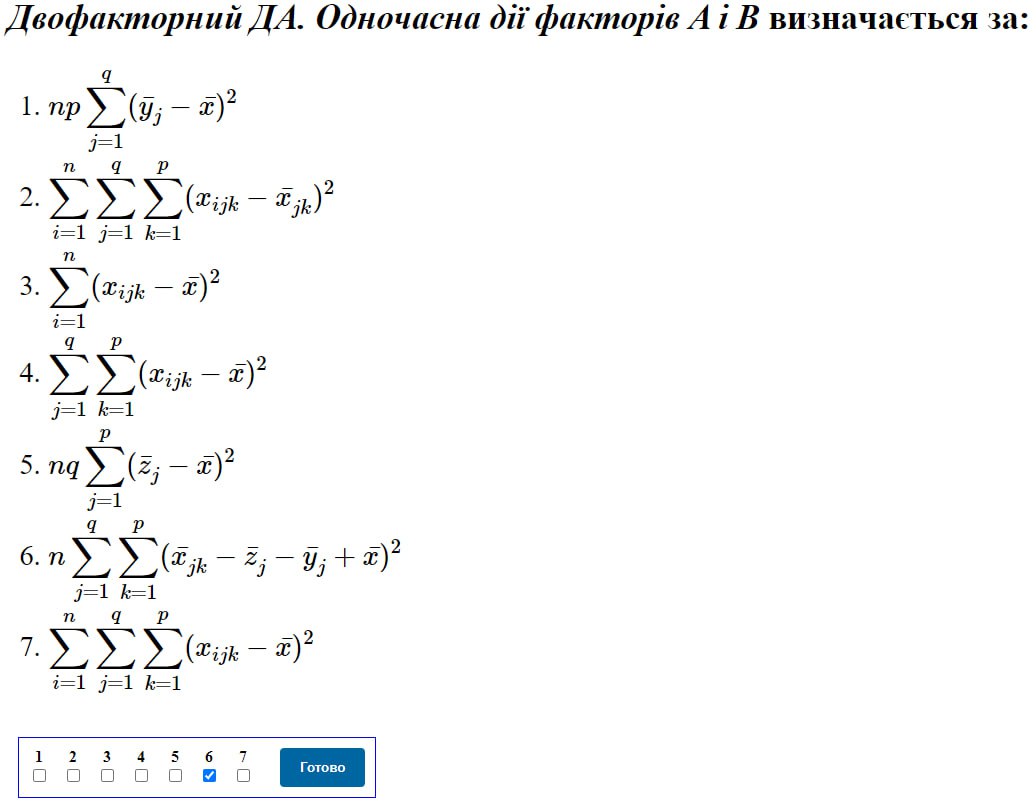 Двофакторний ДА. Одночасна дії факторів A і B визначається за:
1. $np \sum_{j=1}^{q} (\bar{y}_j - \bar{x})^2$
2. $\sum_{i=1}^{n} \sum_{j=1}^{q} \sum_{k=1}^{p} (x_{ijk} - \bar{x}_{jk})^2$
3. $\sum_{i=1}^{n} (x_{ijk} - \bar{x})^2$
4. $\sum_{j=1}^{q} \sum_{k=1}^{p} (x_{ijk} - \bar{x})^2$
5. $nq \sum_{j=1}^{p} (\bar{z}_j - \bar{x})^2$
6. $n \sum_{j=1}^{q} \sum_{k=1}^{p} (\bar{x}_{jk} - \bar{z}_j - \bar{y}_j + \bar{x})^2$
7. $\sum_{i=1}^{n} \sum_{j=1}^{q} \sum_{k=1}^{p} (x_{ijk} - \bar{x})^2$
1 2 3 4 5 6 7
Готово